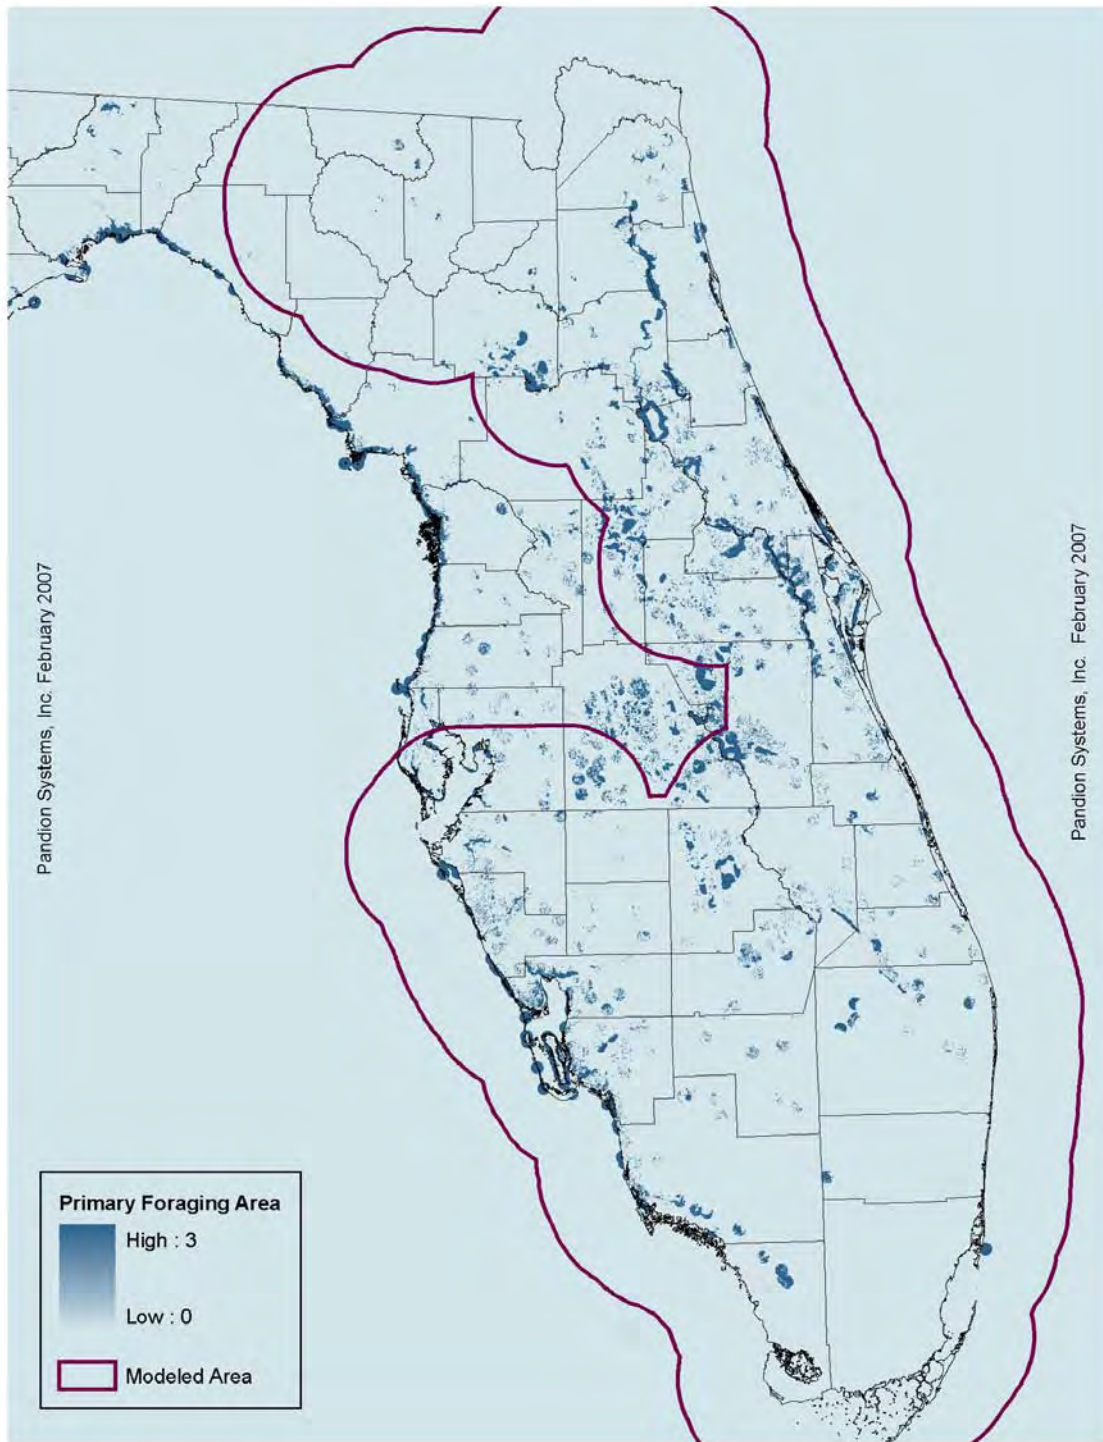 Pandion Systems, Inc. February 2007
Pandion Systems, Inc. February 2007
Primary Foraging Area
High : 3
Low : 0
Modeled Area